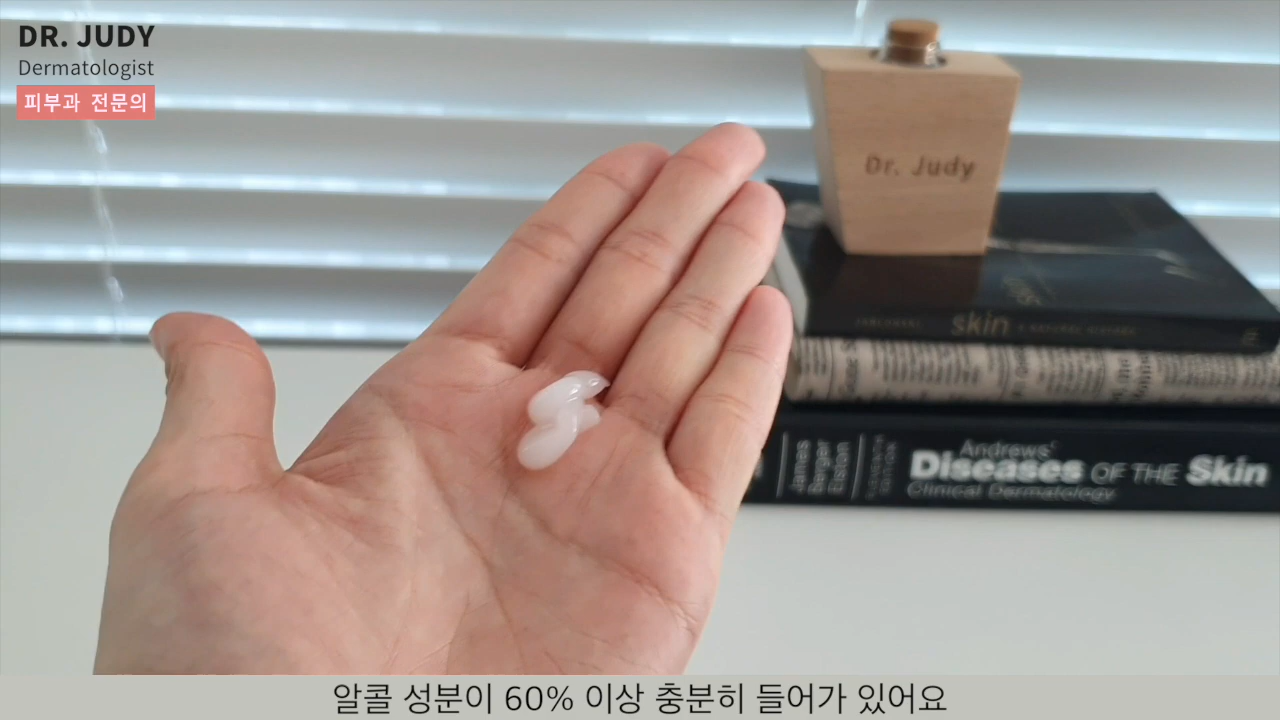 DR. JUDY
Dermatologist
피부과 전문의
Dr. Judy
skin
James
Berger
Elston
Andrews'
Diseases OF THE Skin
Clinical Dermatology
알콜 성분이 60% 이상 충분히 들어가 있어요